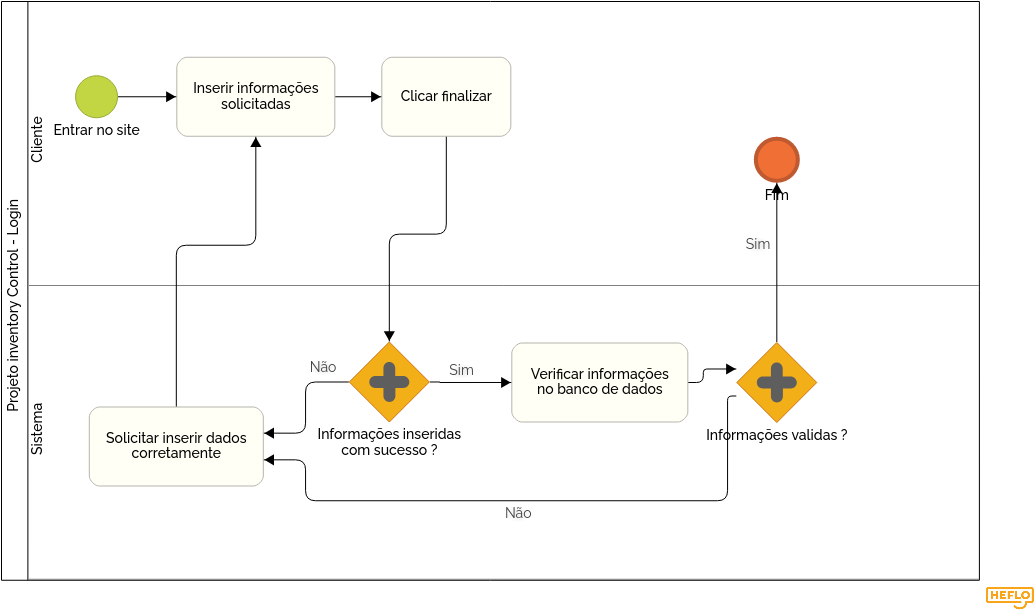 Projeto inventory Control - Login
Cliente
Entrar no site
Inserir informações
solicitadas
Clicar finalizar
Fim
Sim
Sistema
Solicitar inserir dados
corretamente
Não
Informações inseridas
com sucesso ?
Sim
Verificar informações
no banco de dados
Informações validas ?
Não
HEFLO